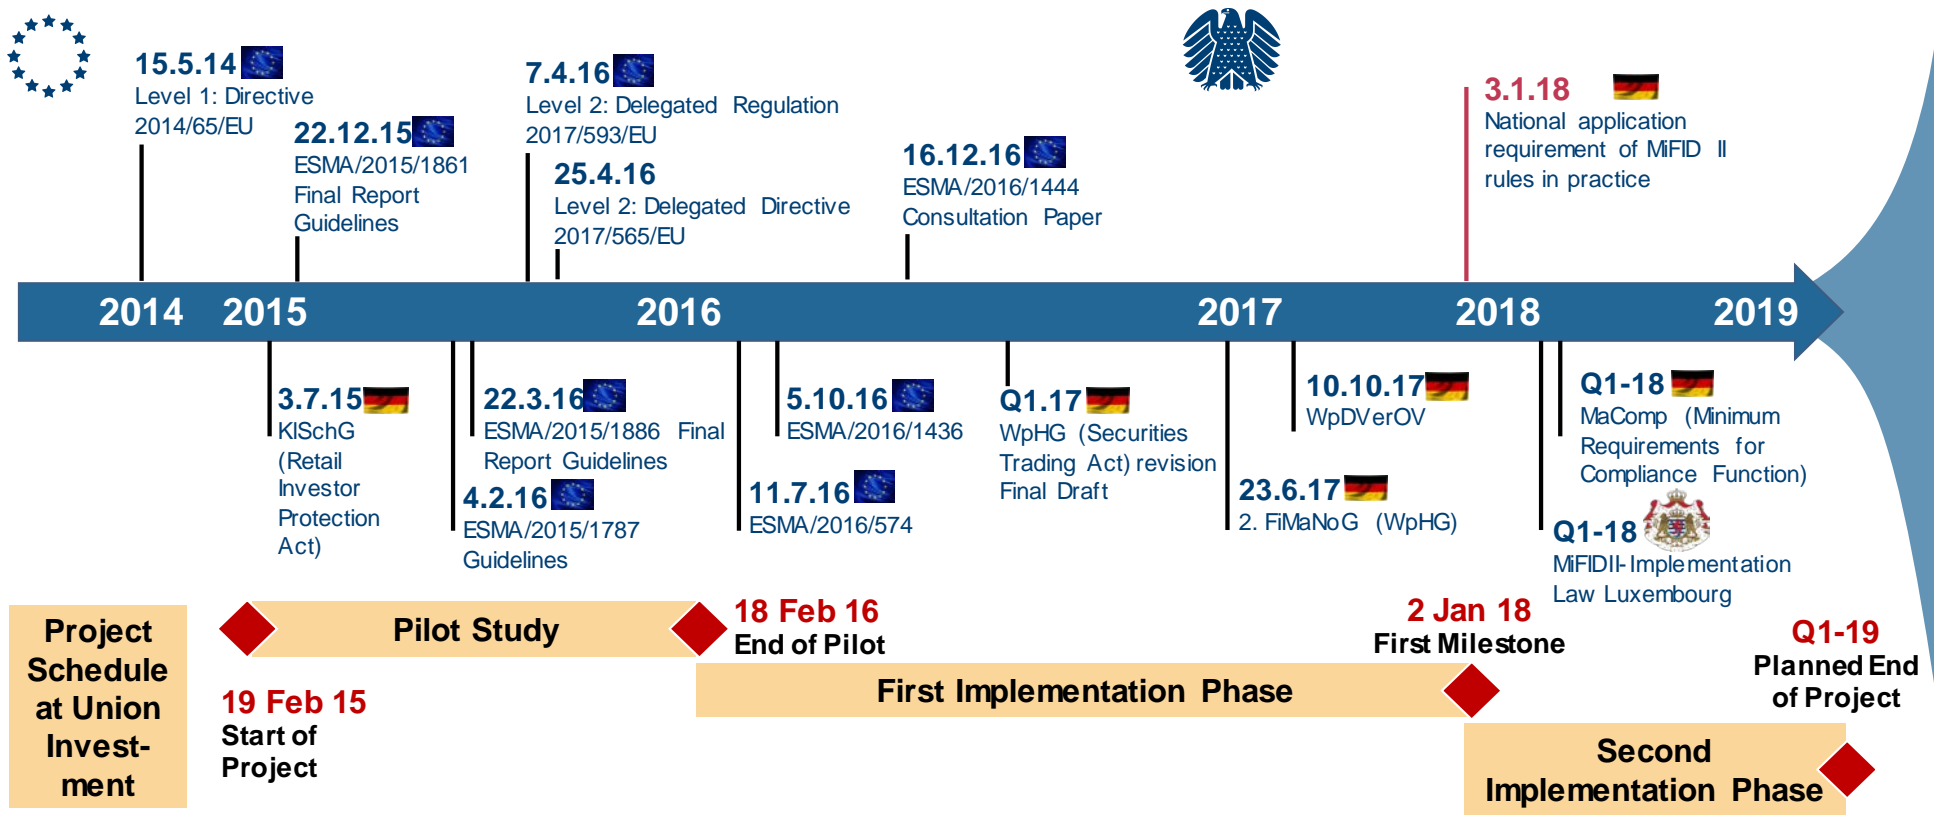 15.5.14
Level 1: Directive
2014/65/EU
22.12.15
ESMA/2015/1861
Final Report
Guidelines
7.4.16
Level 2: Delegated Regulation
2017/593/EU
25.4.16
Level 2: Delegated Directive
2017/565/EU
16.12.16
ESMA/2016/1444
Consultation Paper
3.1.18
National application
requirement of MiFID II
rules in practice
2014 2015 2016 2017 2018 2019
3.7.15
KISchG
(Retail
Investor
Protection
Act)
22.3.16
ESMA/2015/1886 Final
Report Guidelines
4.2.16
ESMA/2015/1787
Guidelines
5.10.16
ESMA/2016/1436
11.7.16
ESMA/2016/574
Q1.17
WpHG (Securities
Trading Act) revision
Final Draft
10.10.17
WpDVerOV
23.6.17
2. FiMaNoG (WpHG)
Q1-18
MaComp (Minimum
Requirements for
Compliance Function)
Q1-18
MiFIDII-Implementation
Law Luxembourg
Project
Schedule
at Union
Invest-
ment
Pilot Study
19 Feb 15
Start of
Project
18 Feb 16
End of Pilot
First Implementation Phase
2 Jan 18
First Milestone
Second
Implementation Phase
Q1-19
Planned End
of Project